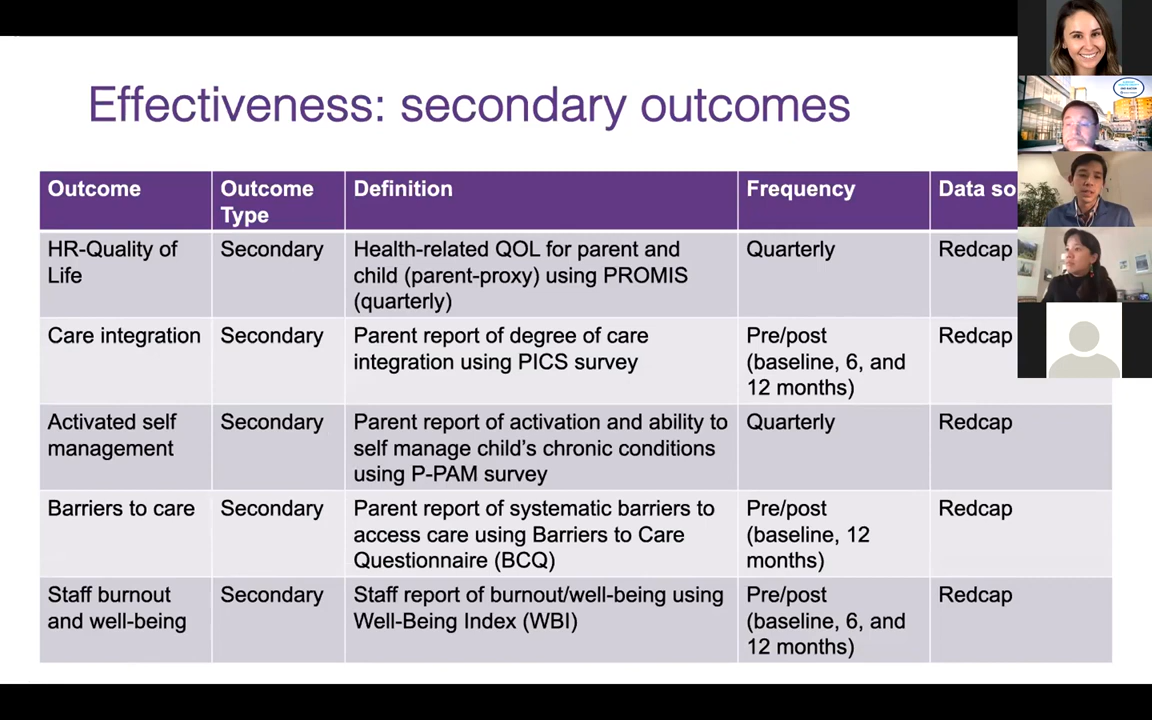 Effectiveness: secondary outcomes
Outcome
Outcome Type
Definition
Frequency
Data so
HR-Quality of
Life
Secondary
Health-related QOL for parent and
child (parent-proxy) using PROMIS
(quarterly)
Quarterly
Redcap
Care integration
Secondary
Parent report of degree of care
integration using PICS survey
Pre/post
(baseline, 6, and
12 months)
Redcap
Activated self
management
Secondary
Parent report of activation and ability to
self manage child's chronic conditions
using P-PAM survey
Quarterly
Redcap
Barriers to care
Secondary
Parent report of systematic barriers to
access care using Barriers to Care
Questionnaire (BCQ)
Pre/post
(baseline, 12
months)
Redcap
Staff burnout
and well-being
Secondary
Staff report of burnout/well-being using
Well-Being Index (WBI)
Pre/post
(baseline, 6, and
12 months)
Redcap